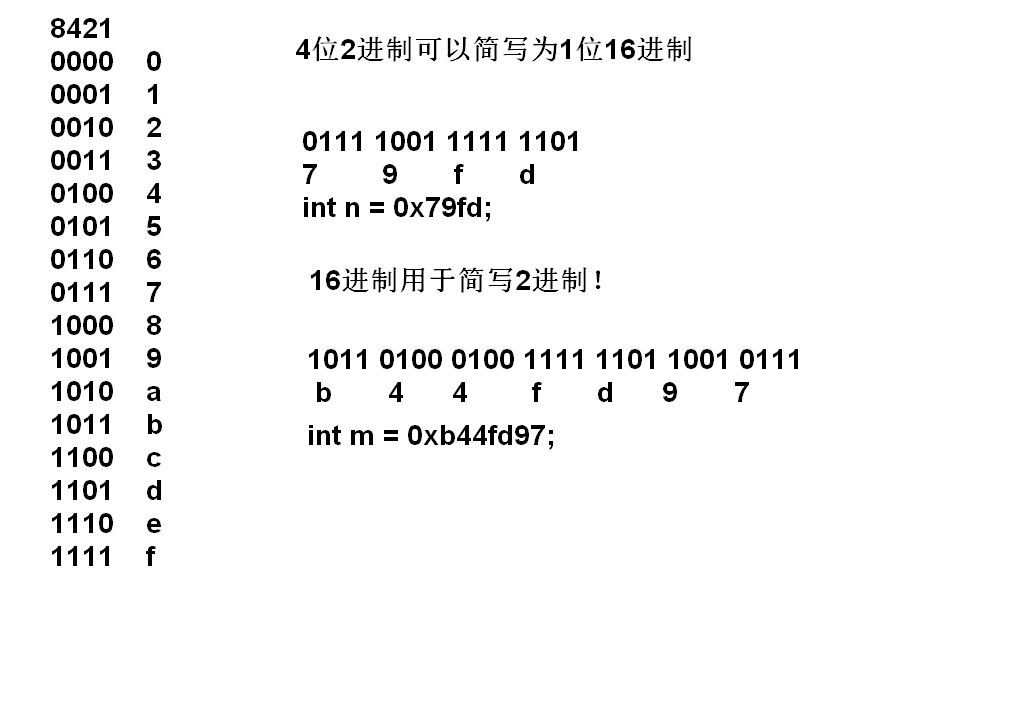 8421
0000 0
0001 1
0010 2
0011 3
0100 4
0101 5
0110 6
0111 7
1000 8
1001 9
1010 a
1011 b
1100 c
1101 d
1110 e
1111 f
4位2进制可以简写为1位16进制
0111 1001 1111 1101
7 9 f d
int n = 0x79fd;
16进制用于简写2进制！
1011 0100 0100 1111 1101 1001 0111
b 4 4 f d 9 7
int m = 0xb44fd97;